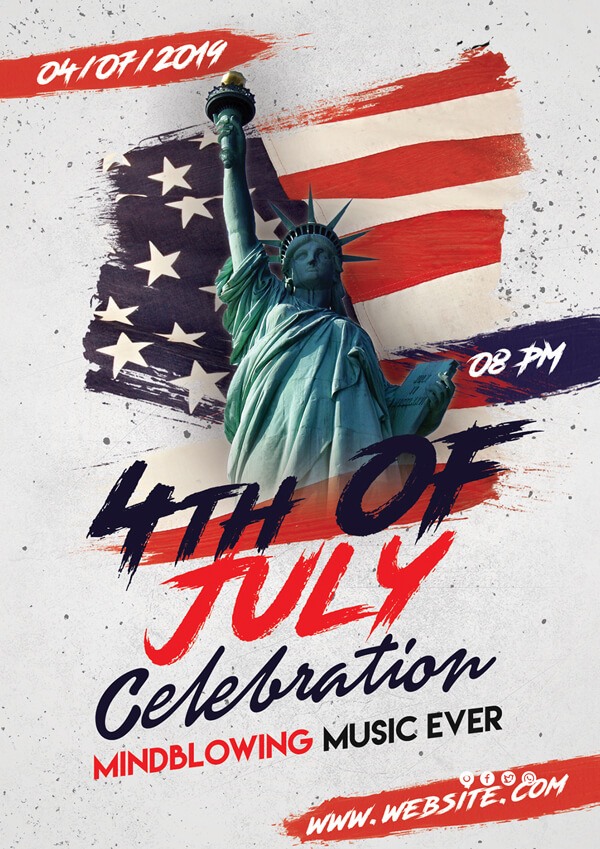 04/07/2019
08 PM
4TH OF
JULY
Celebration
MINDBLOWING MUSIC EVER
WWW.WEBSITE.COM